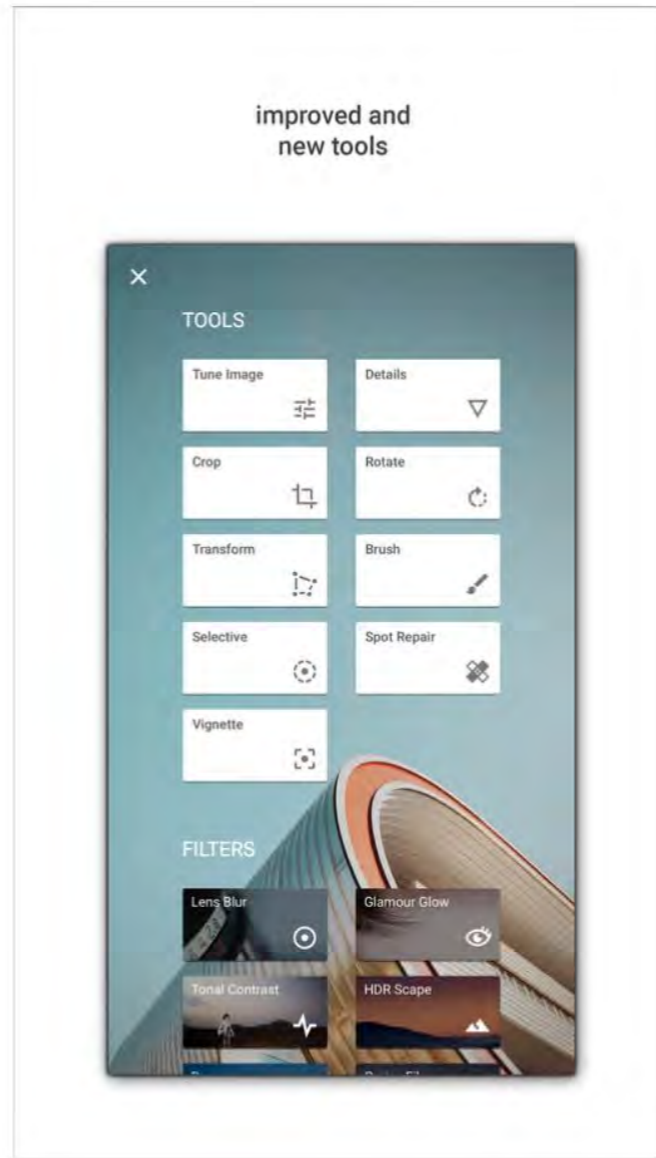 improved and
new tools
TOOLS
Tune Image
Details
Crop
Rotate
Transform
Brush
Selective
Spot Repair
Vignette
FILTERS
Lens Blur
Glamour Glow
Tonal Contrast
HDR Scape